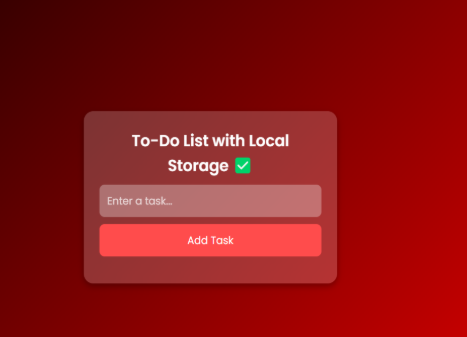 To-Do List with Local
Storage ✅
Enter a task...
Add Task